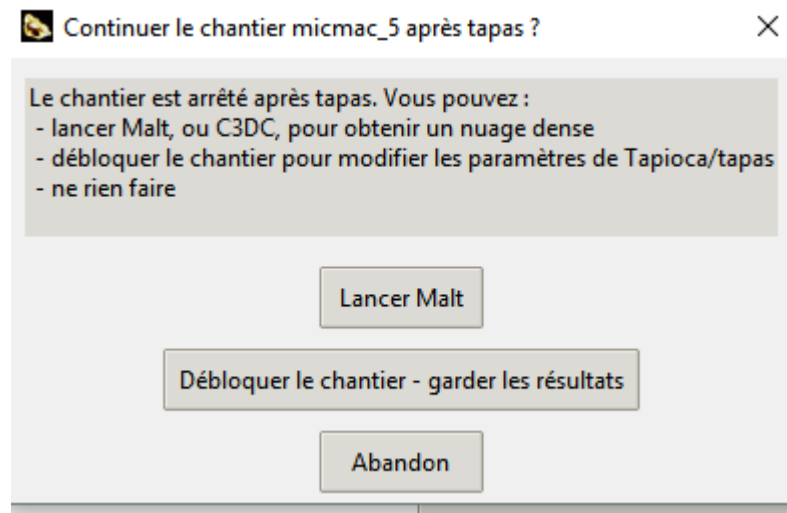 Continuer le chantier micmac_5 après tapas ?
Le chantier est arrêté après tapas. Vous pouvez :
- lancer Malt, ou C3DC, pour obtenir un nuage dense
- débloquer le chantier pour modifier les paramètres de Tapioca/tapas
- ne rien faire
Lancer Malt
Débloquer le chantier - garder les résultats
Abandon